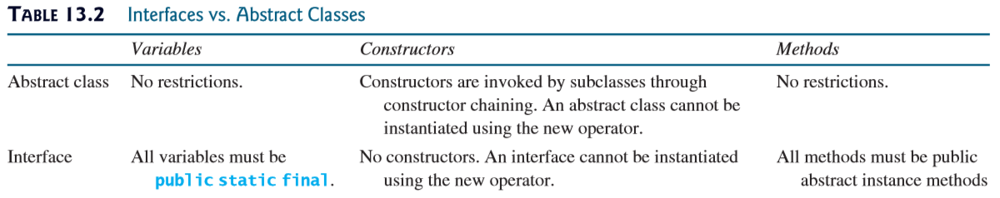 TABLE 13.2 Interfaces vs. Abstract Classes
Variables Constructors Methods
Abstract class No restrictions. Constructors are invoked by subclasses through No restrictions.
constructor chaining. An abstract class cannot be
instantiated using the new operator.
Interface All variables must be No constructors. An interface cannot be instantiated All methods must be public
public static final. using the new operator. abstract instance methods